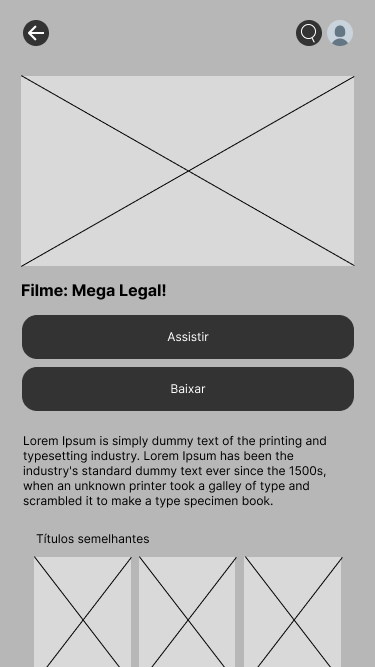 Filme: Mega Legal!
Assistir
Baixar
Lorem Ipsum is simply dummy text of the printing and
typesetting industry. Lorem Ipsum has been the
industry's standard dummy text ever since the 1500s,
when an unknown printer took a galley of type and
scrambled it to make a type specimen book.
Títulos semelhantes